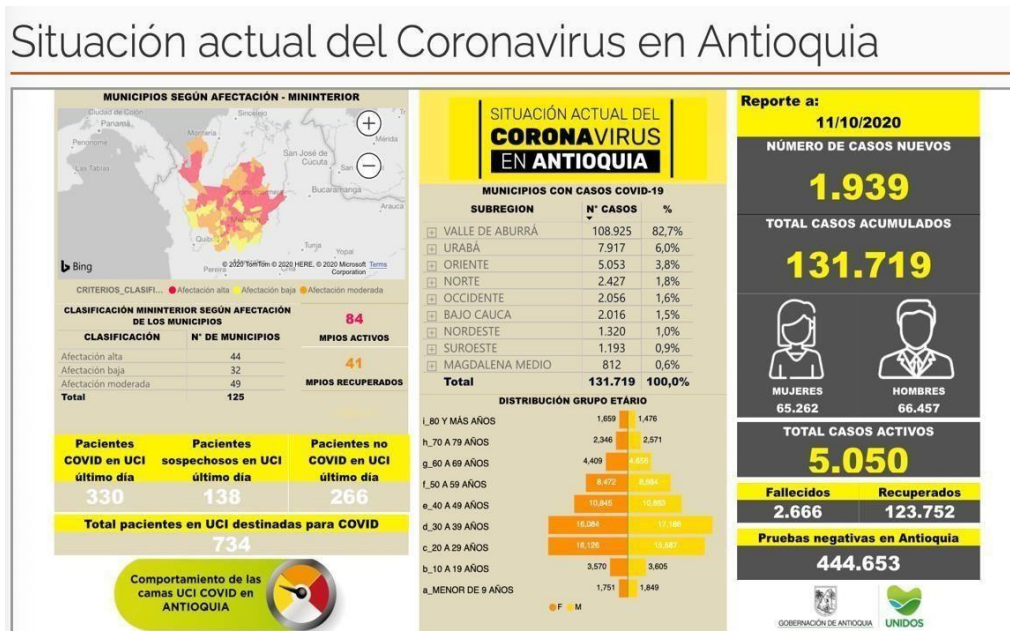 Situación actual del Coronavirus en Antioquia
MUNICIPIOS SEGÚN AFECTACIÓN - MININTERIOR
Ciudad de Colón
Panamá
Penonomé
Las Tablas
Sincelejo
Montería
Mérida
San José de
Cúcuta
San
Bucaramanga
Arauca
Quibdó
Tunja
Yopal
Pereira
Bing
© 2020 TomTom © 2020 HERE, © 2020 Microsoft Corporation Terms
CRITERIOS_CLASIFI... Afectación alta Afectación baja Afectación moderada
CLASIFICACIÓN MININTERIOR SEGÚN AFECTACIÓN
DE LOS MUNICIPIOS
CLASIFICACIÓN N° DE MUNICIPIOS
Afectación alta 44
Afectación baja 32
Afectación moderada 49
Total 125
84
MPIOS ACTIVOS
41
MPIOS RECUPERADOS
Pacientes COVID en UCI último día
330
Pacientes sospechosos en UCI último día
138
Pacientes no COVID en UCI último día
266
Total pacientes en UCI destinadas para COVID
734
Comportamiento de las
camas UCI COVID en
ANTIOQUIA
SITUACIÓN ACTUAL DEL
CORONAVIRUS
EN ANTIOQUIA
MUNICIPIOS CON CASOS COVID-19
SUBREGION N° CASOS %
VALLE DE ABURRÁ 108.925 82,7%
URABÁ 7.917 6,0%
ORIENTE 5.053 3,8%
NORTE 2.427 1,8%
OCCIDENTE 2.056 1,6%
BAJO CAUCA 2.016 1,5%
NORDESTE 1.320 1,0%
SUROESTE 1.193 0,9%
MAGDALENA MEDIO 812 0,6%
Total 131.719 100,0%
DISTRIBUCIÓN GRUPO ETÁRIO
i_80 Y MÁS AÑOS 1,659 1,476
h_70 A 79 AÑOS 2,346 2,571
g_60 A 69 AÑOS 4,409
f_50 A 59 AÑOS 8,472
e_40 A 49 AÑOS 10,845
d_30 A 39 AÑOS 16,084
c_20 A 29 AÑOS 16,126
b_10 A 19 AÑOS 3,570 3,605
a_MENOR DE 9 AÑOS 1,751 1,849
F M
Reporte a:
11/10/2020
NÚMERO DE CASOS NUEVOS
1.939
TOTAL CASOS ACUMULADOS
131.719
MUJERES
65.262
HOMBRES
66.457
TOTAL CASOS ACTIVOS
5.050
Fallecidos Recuperados
2.666 123.752
Pruebas negativas en Antioquia
444.653
GOBERNACIÓN DE ANTIOQUIA
UNIDOS